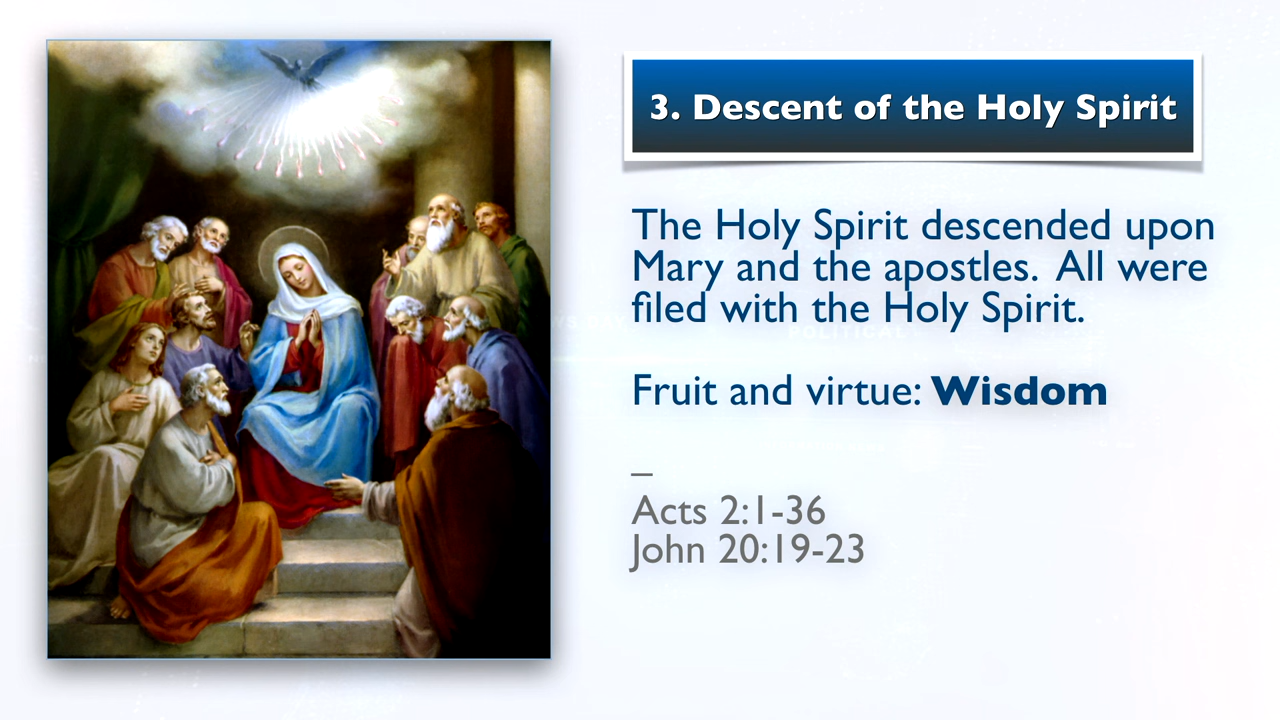 3. Descent of the Holy Spirit
The Holy Spirit descended upon
Mary and the apostles.  All were
filed with the Holy Spirit.
Fruit and virtue: Wisdom
–
Acts 2:1-36
John 20:19-23
POLITICAL